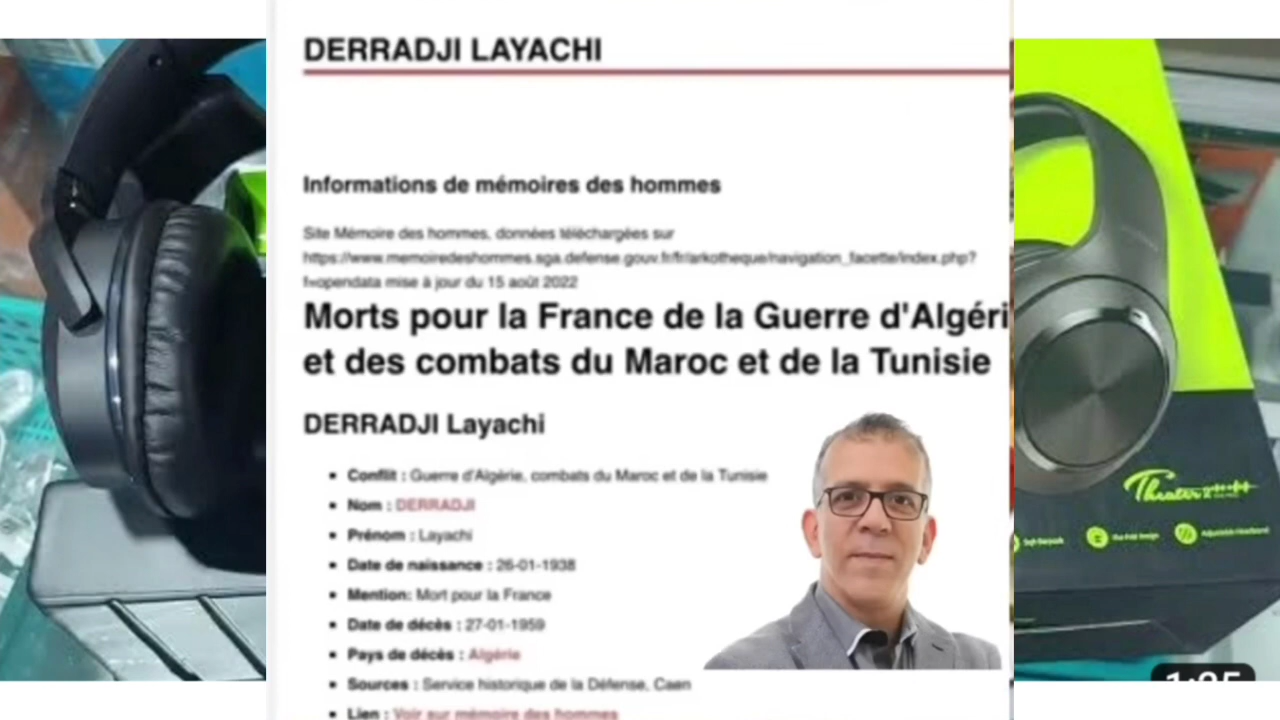 DERRADJI LAYACHI
Informations de mémoires des hommes
Site Mémoire des hommes, données téléchargées sur
https://www.memoiredeshommes.sga.defense.gouv.fr/fr/arkotheque/navigation_facette/index.php?
f=opendata mise à jour du 15 août 2022
Morts pour la France de la Guerre d'Algéri
et des combats du Maroc et de la Tunisie
DERRADJI Layachi
▪ Conflit : Guerre d'Algérie, combats du Maroc et de la Tunisie
▪ Nom : DERRADJI
▪ Prénom : Layachi
▪ Date de naissance : 26-01-1938
▪ Mention: Mort pour la France
▪ Date de décès : 27-01-1959
▪ Pays de décès : Algérie
▪ Sources : Service historique de la Défense, Caen
▪ Lien : Voir sur mémoire des hommes
Theater